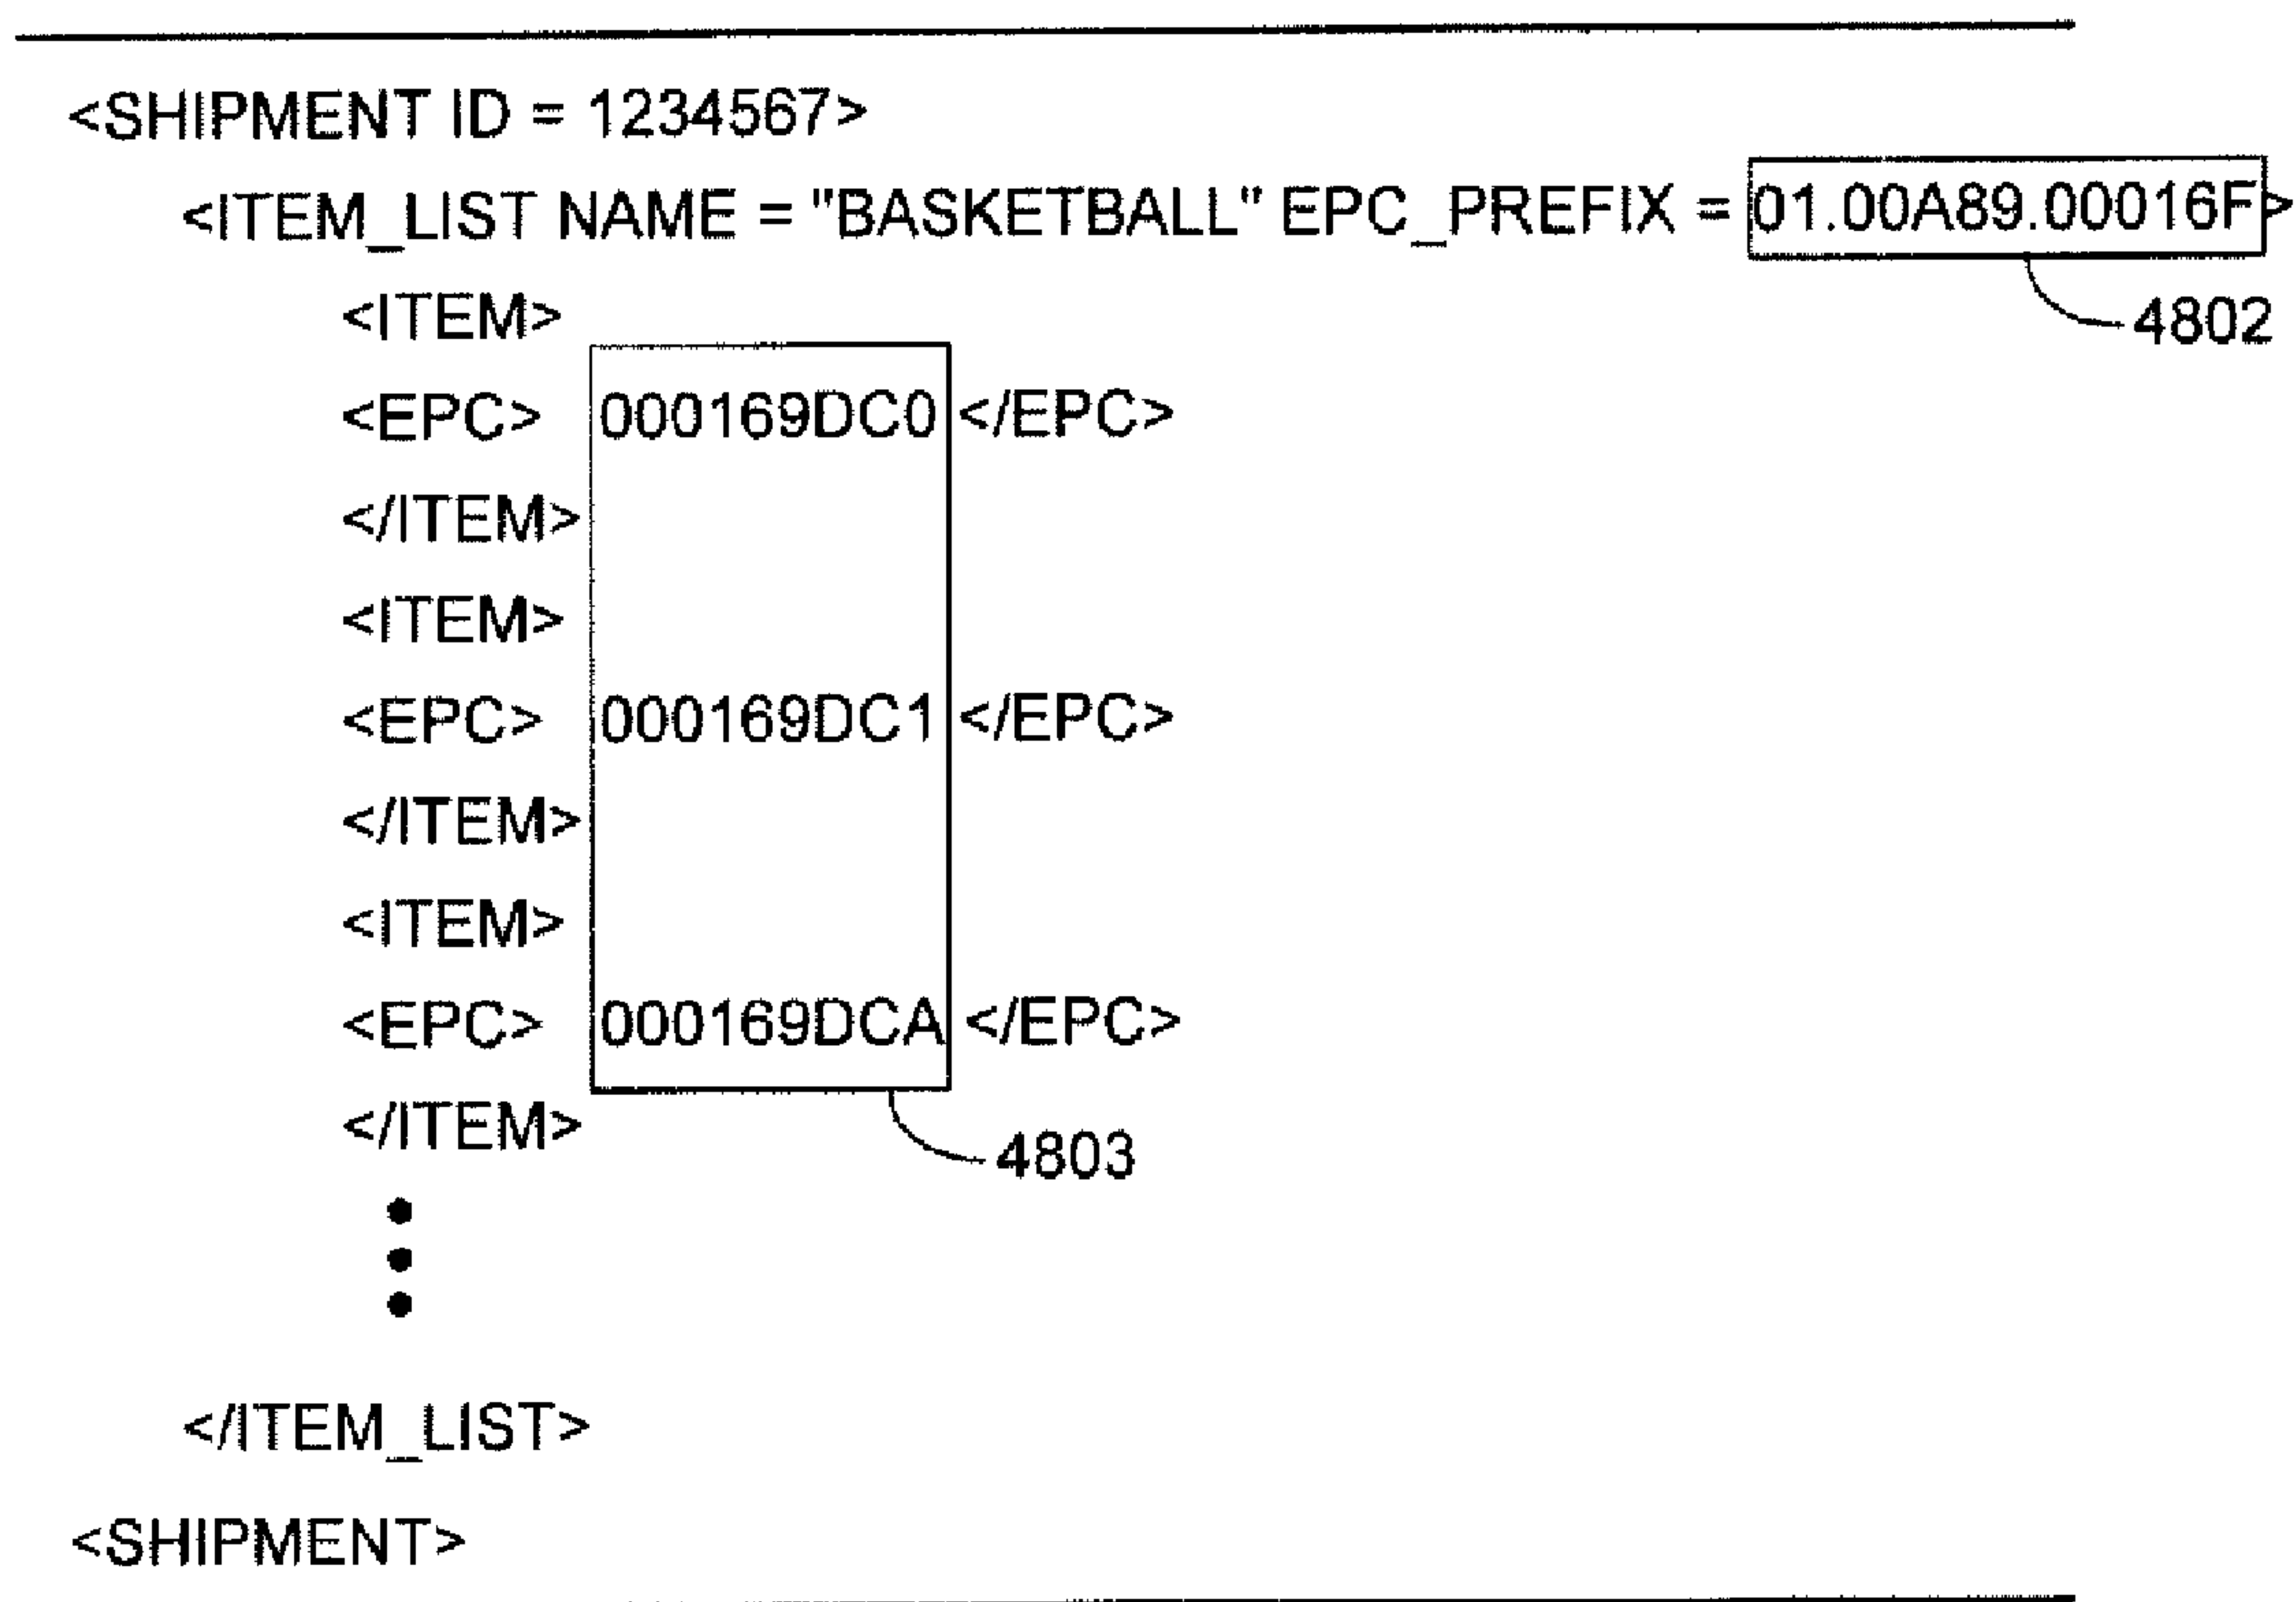 <SHIPMENT ID = 1234567>
<ITEM_LIST NAME = "BASKETBALL" EPC_PREFIX = 01.00A89.00016F>
4802
<ITEM>
<EPC> 000169DC0 </EPC>
</ITEM>
<ITEM>
<EPC> 000169DC1 </EPC>
</ITEM>
<ITEM>
<EPC> 000169DCA </EPC>
</ITEM>
4803
</ITEM_LIST>
<SHIPMENT>